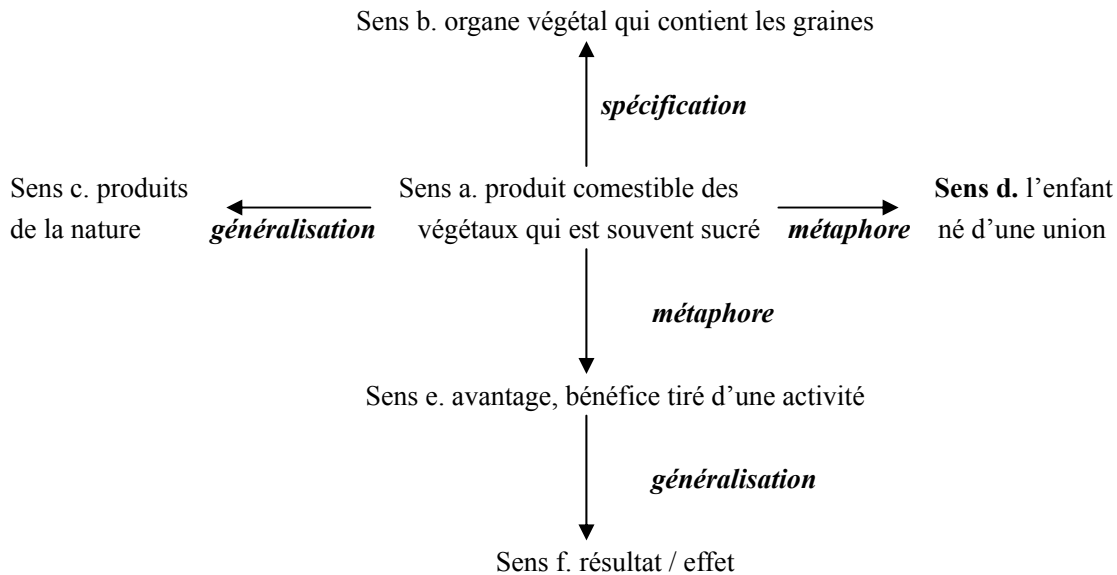 Sens b. organe végétal qui contient les graines
spécification
Sens c. produits
de la nature
généralisation
Sens a. produit comestible des
végétaux qui est souvent sucré
métaphore
Sens d. l’enfant
né d’une union
métaphore
Sens e. avantage, bénéfice tiré d’une activité
généralisation
Sens f. résultat / effet